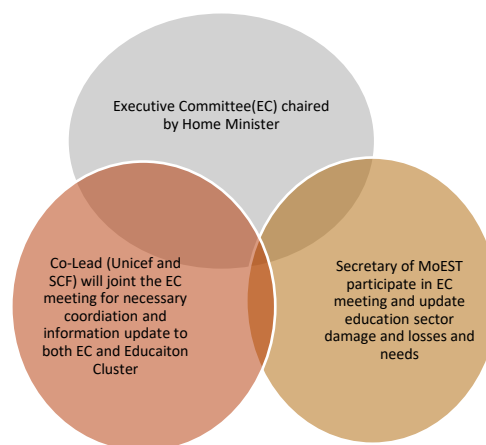 Executive Committee(EC) chaired
by Home Minister
Co-Lead (Unicef and
SCF) will joint the EC
meeting for necessary
coordiation and
information update to
both EC and Educaiton
Cluster
Secretary of MoEST
participate in EC
meeting and update
education sector
damage and losses and
needs